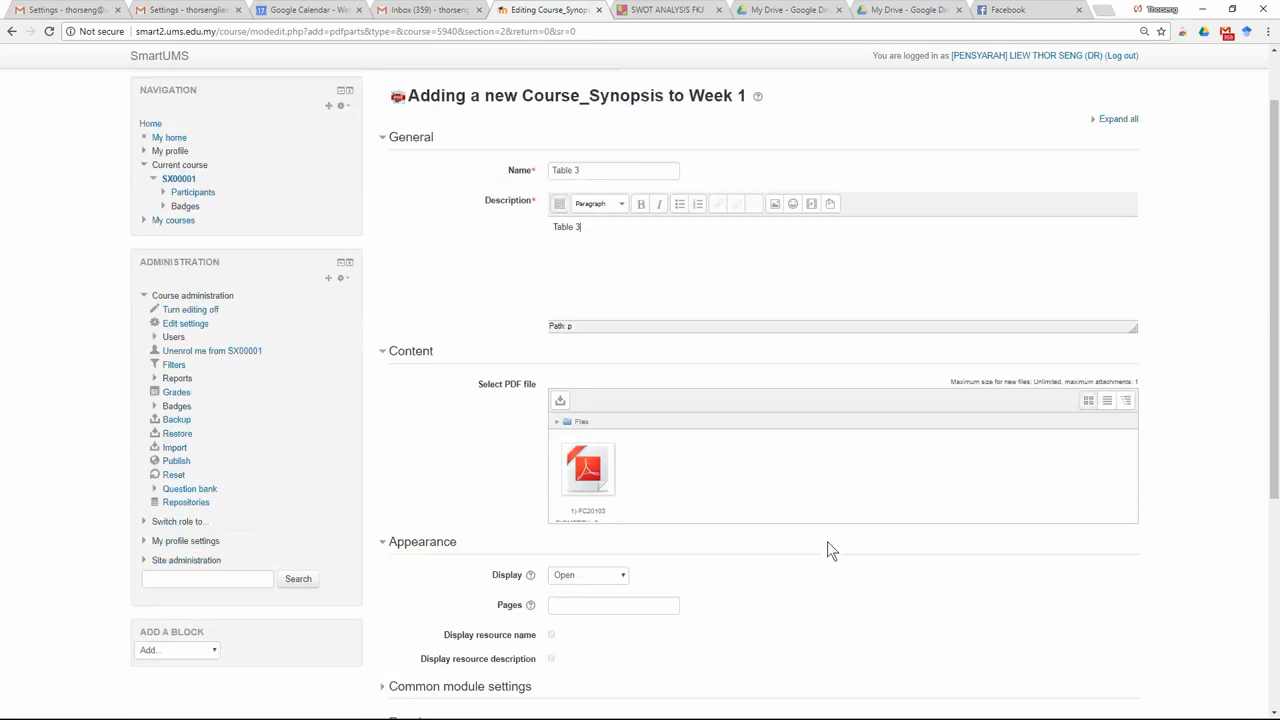 Settings - thorseng@u
Settings - thorsenglie
Google Calendar - We
Inbox (359) - thorseng
Editing Course_Synops
SWOT ANALYSIS FKJ
My Drive - Google Dri
My Drive - Google Dri
Facebook
Thorseng
Not secure
smart2.ums.edu.my/course/modedit.php?add=pdfparts&type=&course=5940&section=2&return=0&sr=0
SmartUMS
You are logged in as [PENSYARAH] LIEW THOR SENG (DR) (Log out)
NAVIGATION
Home
My home
My profile
Current course
SX00001
Participants
Badges
My courses
ADMINISTRATION
Course administration
Turn editing off
Edit settings
Users
Unenrol me from SX00001
Filters
Reports
Grades
Badges
Backup
Restore
Import
Publish
Reset
Question bank
Repositories
Switch role to...
My profile settings
Site administration
Search
ADD A BLOCK
Add...
Adding a new Course_Synopsis to Week 1
Expand all
General
Name*
Table 3
Description*
Paragraph
B
I
Table 3
Path: p
Content
Select PDF file
Maximum size for new files: Unlimited, maximum attachments: 1
Files
1) FC20103
Appearance
Display
Open
Pages
Display resource name
Display resource description
Common module settings